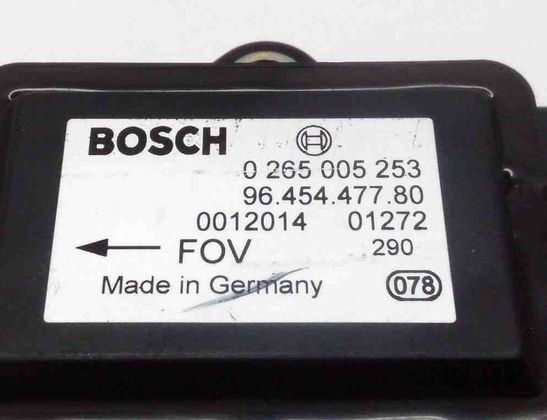 BOSCH
0 265 005 253
96.454.477.80
0012014 01272
FOV 290
Made in Germany 078